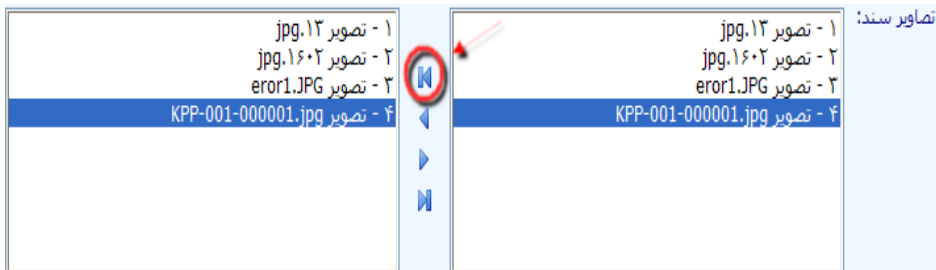 تصاویر سند:
۱ - تصویر ۱۳.jpg
۲ - تصویر ۱۶۰۲.jpg
۳ - تصویر eror1.JPG
۴ - تصویر KPP-001-000001.jpg
۱ - تصویر ۱۳.jpg
۲ - تصویر ۱۶۰۲.jpg
۳ - تصویر eror1.JPG
۴ - تصویر KPP-001-000001.jpg